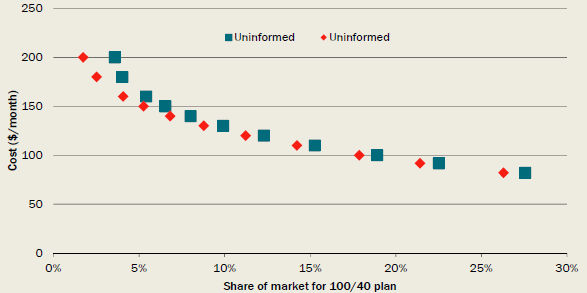 250
Uninformed Uninformed
200
150
100
50
0
Cost ($/month)
0% 5% 10% 15% 20% 25% 30%
Share of market for 100/40 plan